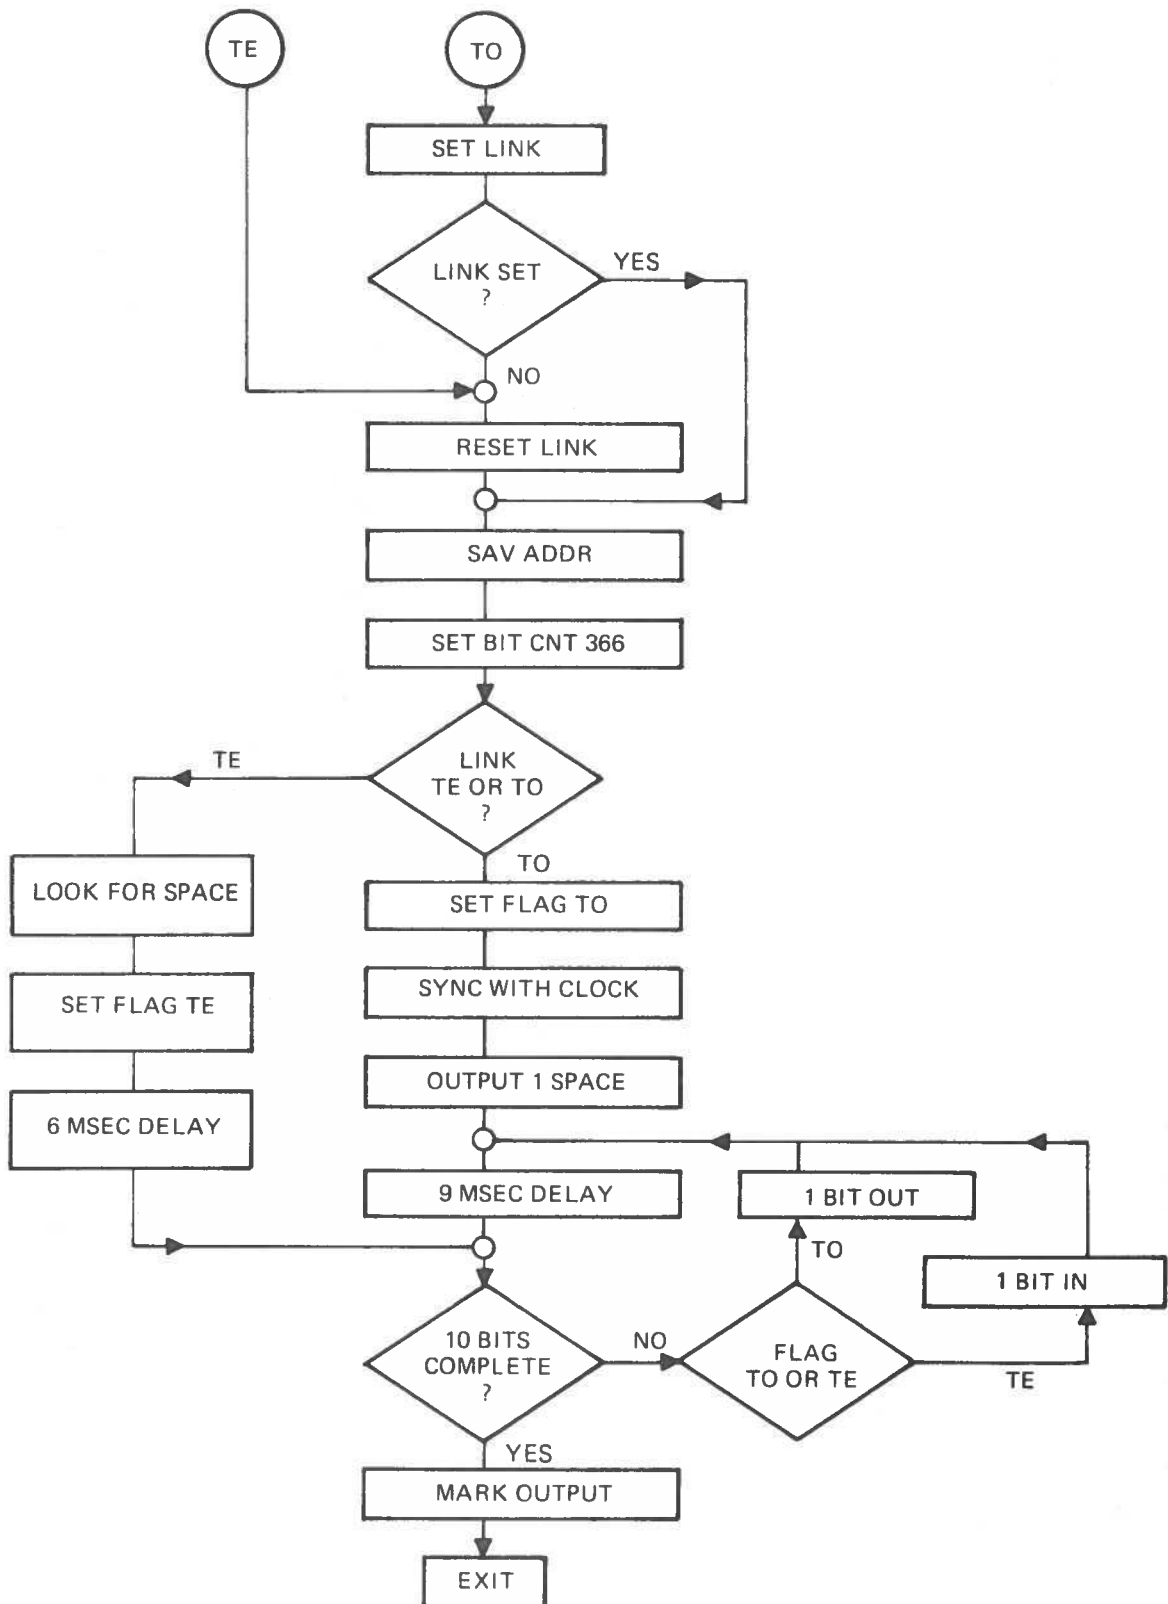 TE
TO
SET LINK
LINK SET
?
YES
NO
RESET LINK
SAV ADDR
SET BIT CNT 366
LINK
TE OR TO
?
TE
TO
LOOK FOR SPACE
SET FLAG TE
6 MSEC DELAY
SET FLAG TO
SYNC WITH CLOCK
OUTPUT 1 SPACE
9 MSEC DELAY
1 BIT OUT
TO
1 BIT IN
10 BITS
COMPLETE
?
NO
FLAG
TO OR TE
TE
YES
MARK OUTPUT
EXIT